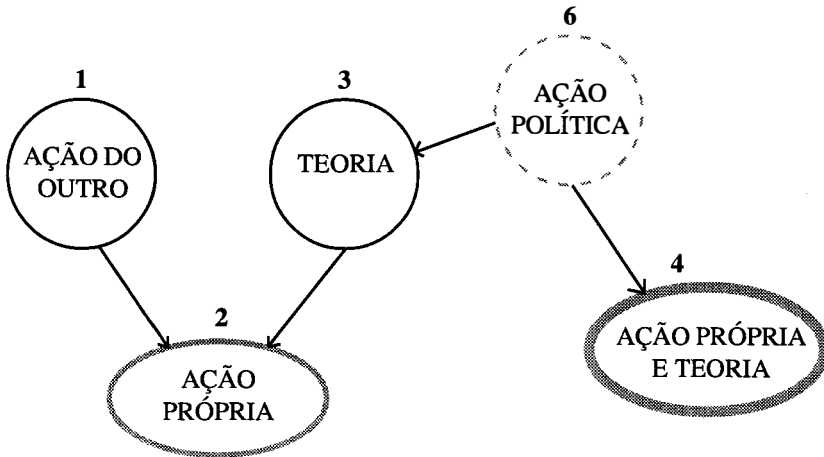 6
1
3
AÇÃO
POLÍTICA
AÇÃO DO
OUTRO
TEORIA
4
2
AÇÃO PRÓPRIA
E TEORIA
AÇÃO
PRÓPRIA